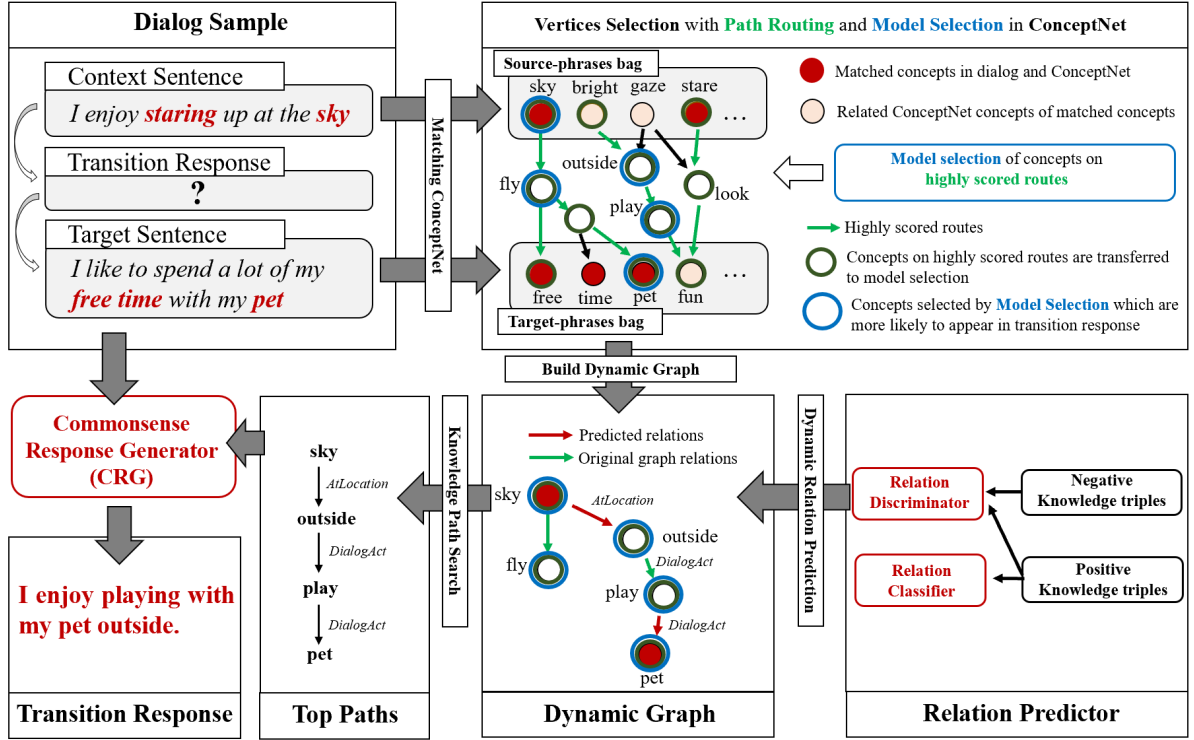 Dialog Sample
Context Sentence
I enjoy staring up at the sky
Transition Response
?
Target Sentence
I like to spend a lot of my
free time with my pet
Matching ConceptNet
Vertices Selection with Path Routing and Model Selection in ConceptNet
Source-phrases bag
sky
bright
gaze
stare
...
outside
fly
look
play
...
free
time
pet
fun
Target-phrases bag
Matched concepts in dialog and ConceptNet
Related ConceptNet concepts of matched concepts
Model selection of concepts on
highly scored routes
Highly scored routes
Concepts on highly scored routes are transferred
to model selection
Concepts selected by Model Selection which are
more likely to appear in transition response
Build Dynamic Graph
Commonsense
Response Generator
(CRG)
I enjoy playing with
my pet outside.
Transition Response
sky
AtLocation
outside
DialogAct
play
DialogAct
pet
Top Paths
Knowledge Path Search
Predicted relations
Original graph relations
sky
AtLocation
outside
fly
DialogAct
play
DialogAct
pet
Dynamic Graph
Dynamic Relation Prediction
Relation
Discriminator
Negative
Knowledge triples
Relation
Classifier
Positive
Knowledge triples
Relation Predictor